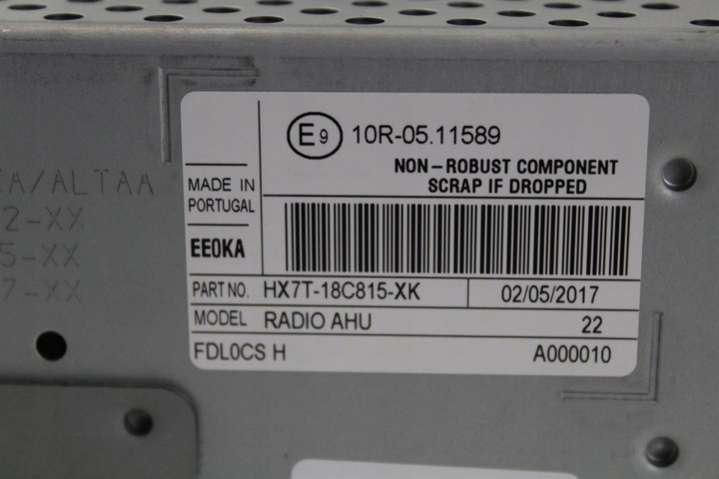 E9 10R-05.11589
NON-ROBUST COMPONENT
SCRAP IF DROPPED
MADE IN
PORTUGAL
EE0KA
PART NO. HX7T-18C815-XK 02/05/2017
MODEL RADIO AHU 22
FDL0CS H A000010
A/ALTAA
2-XX
5-XX
7-XX